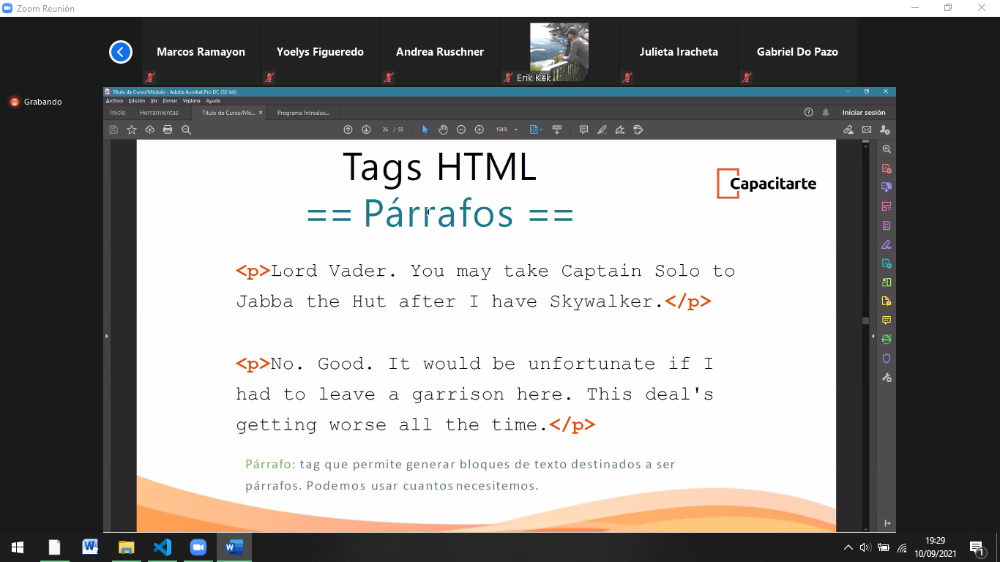 Zoom Reunión
Marcos Ramayon
Yoelys Figueredo
Andrea Ruschner
Erik Kek
Julieta Iracheta
Gabriel Do Pazo
Grabando
Título de Curso/Módulo - Adobe Acrobat Pro DC (32-bit)
Archivo Edición Ver Firmar Ventana Ayuda
Inicio Herramientas Título de Curso/Mó... × Programa Introduc... Iniciar sesión
26 / 55 154%
Tags HTML
== Párrafos ==
Capacitarte
<p>Lord Vader. You may take Captain Solo to
Jabba the Hut after I have Skywalker.</p>
<p>No. Good. It would be unfortunate if I
had to leave a garrison here. This deal's
getting worse all the time.</p>
Párrafo: tag que permite generar bloques de texto destinados a ser
párrafos. Podemos usar cuantos necesitemos.
19:29
10/09/2021
1